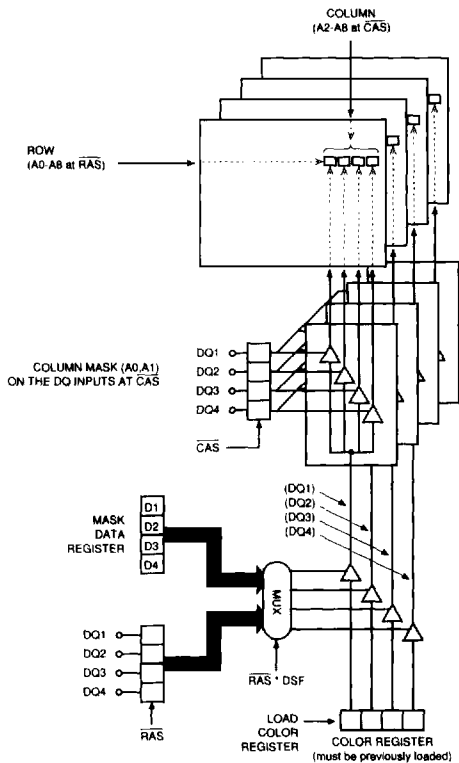 COLUMN
(A2-A8 at CAS)
ROW
(A0-A8 at RAS)
COLUMN MASK (A0,A1)
ON THE DQ INPUTS AT CAS
DQ1
DQ2
DQ3
DQ4
CAS
(DQ1)
(DQ2)
(DQ3)
(DQ4)
MASK
DATA
REGISTER
D1
D2
D3
D4
MUX
DQ1
DQ2
DQ3
DQ4
RAS
RAS * DSF
LOAD
COLOR
REGISTER
COLOR REGISTER
(must be previously loaded)